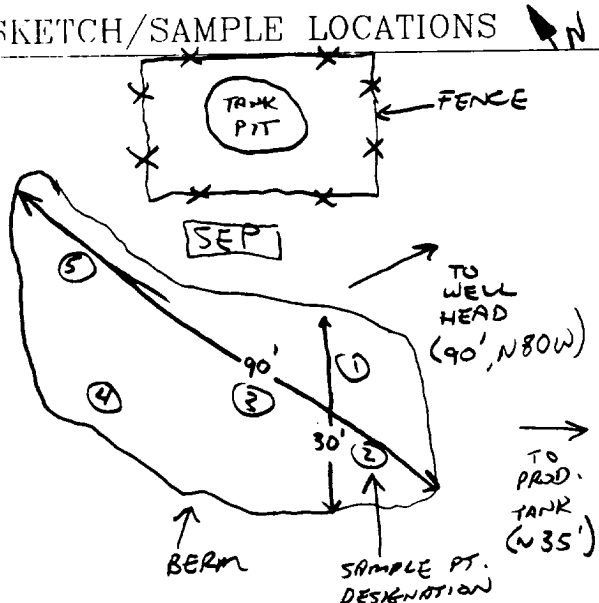 SKETCH/SAMPLE LOCATIONS
N
TANK
PIT
FENCE
SEP
TO
WELL
HEAD
(90', N80W)
5
1
90'
4
3
30'
2
TO
PROD.
TANK
(~35')
BERM
SAMPLE PT.
DESIGNATION